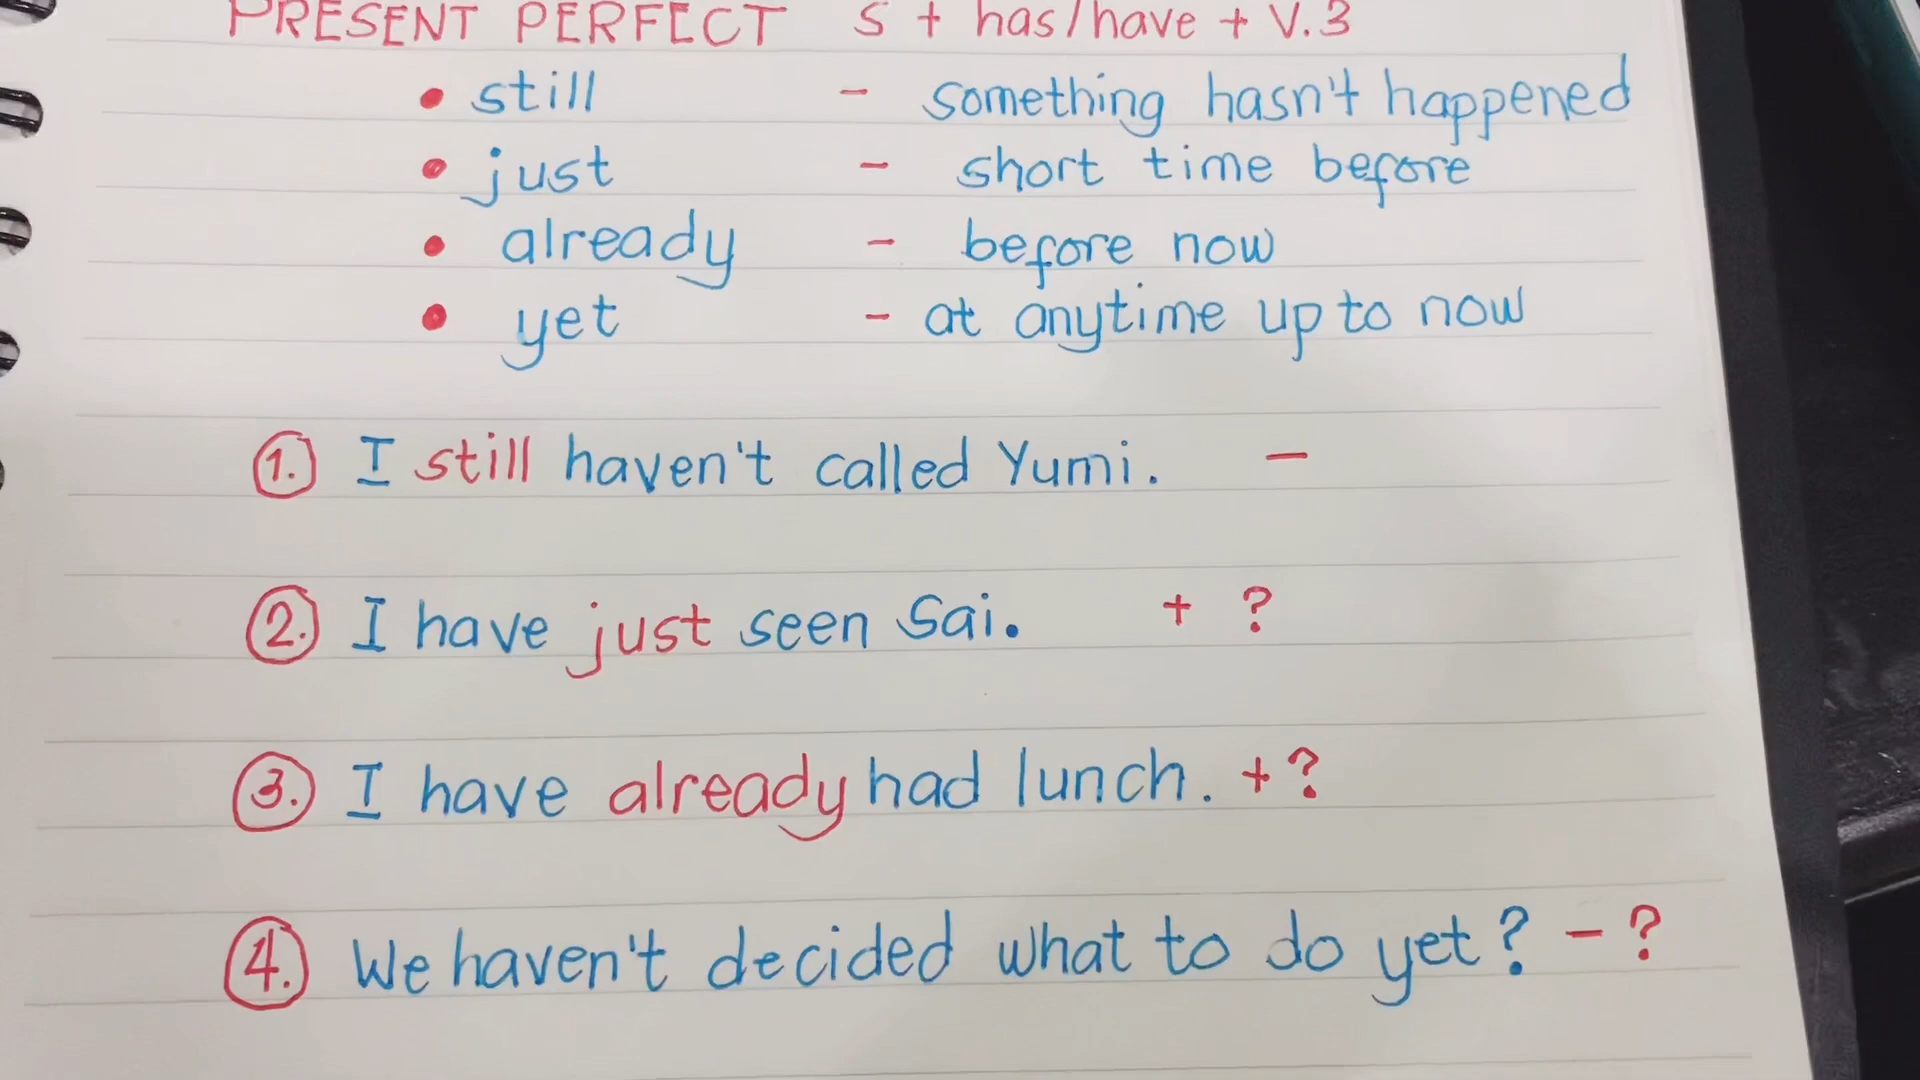 PRESENT PERFECT S + has/have + V.3
• still - something hasn't happened
• just - short time before
• already - before now
• yet - at anytime up to now
1. I still haven't called Yumi. -
2. I have just seen Sai. + ?
3. I have already had lunch. + ?
4. We haven't decided what to do yet? - ?